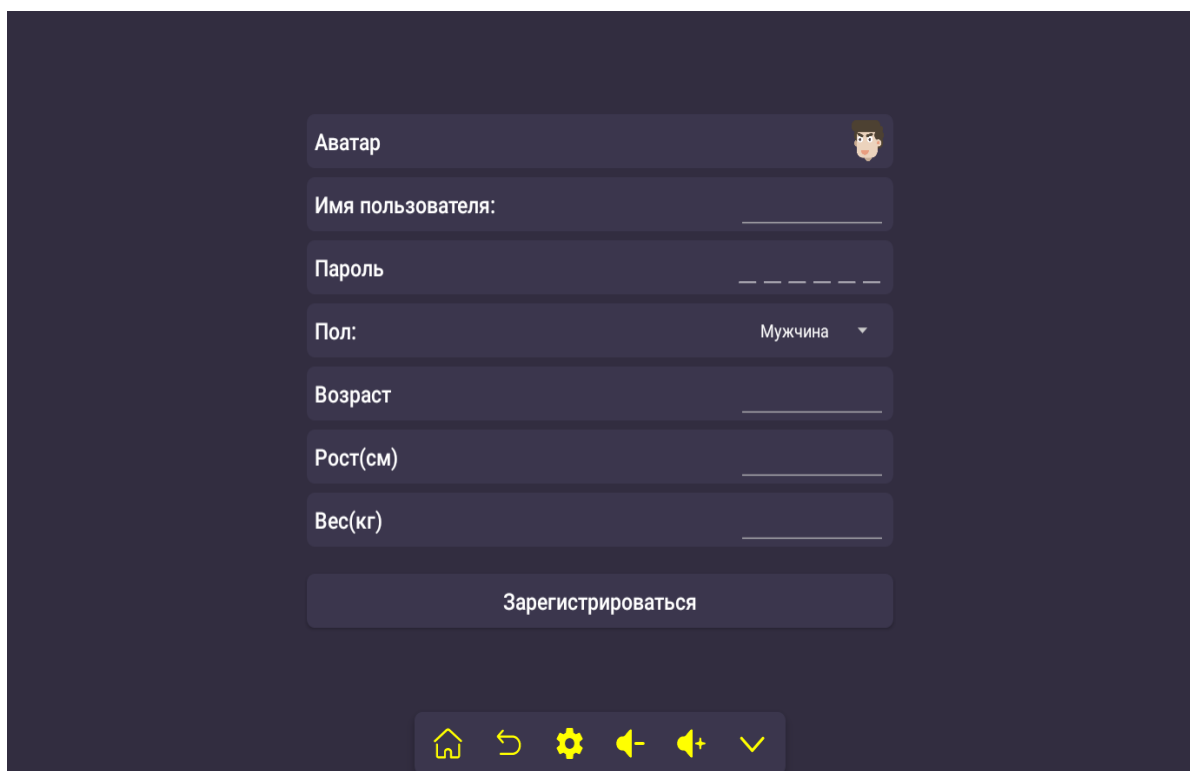 Аватар
Имя пользователя:
Пароль
Пол:
Мужчина
Возраст
Рост(см)
Вес(кг)
Зарегистрироваться